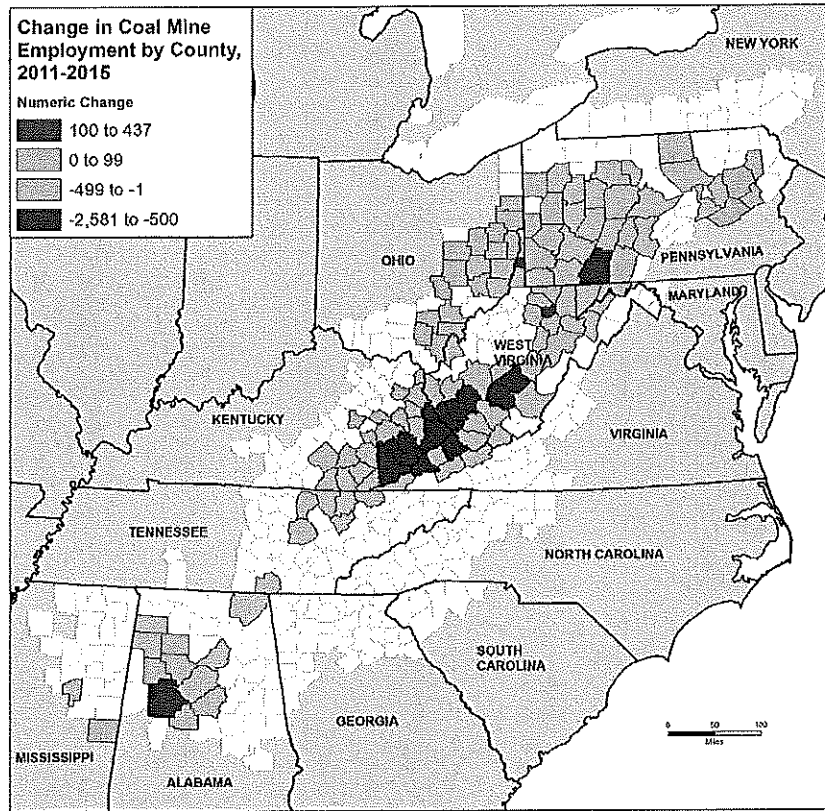 Change in Coal Mine
Employment by County,
2011-2015
Numeric Change
100 to 437
0 to 99
-499 to -1
-2,581 to -500
NEW YORK
OHIO
PENNSYLVANIA
MARYLAND
WEST
VIRGINIA
KENTUCKY
VIRGINIA
TENNESSEE
NORTH CAROLINA
SOUTH
CAROLINA
GEORGIA
MISSISSIPPI
ALABAMA
0 50 100
Miles